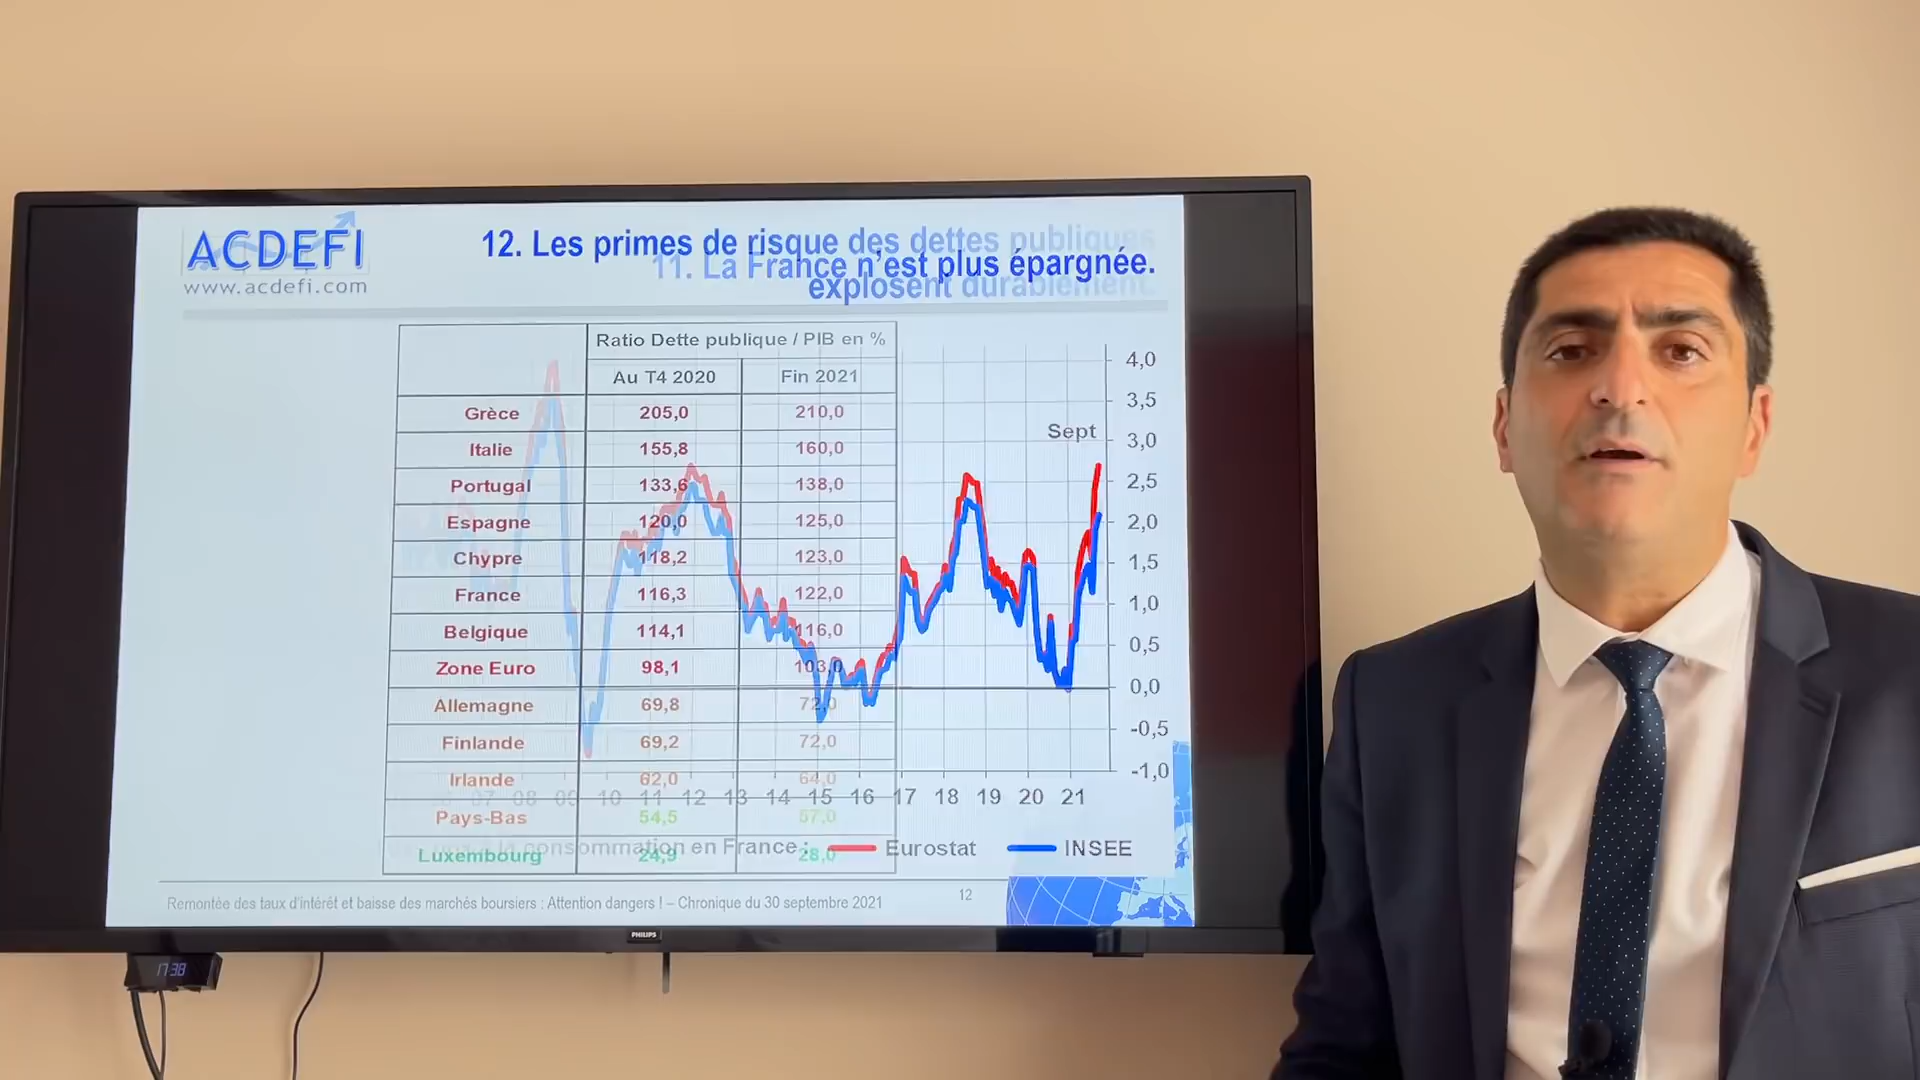 ACDEFI
www.acdefi.com
12. Les primes de risque des dettes publiques
11. La France n'est plus épargnée.
explosent durablement.
Ratio Dette publique / PIB en %
Au T4 2020 Fin 2021
Grèce 205,0 210,0
Italie 155,8 160,0
Portugal 133,6 138,0
Espagne 120,0 125,0
Chypre 118,2 123,0
France 116,3 122,0
Belgique 114,1 116,0
Zone Euro 98,1 103,0
Allemagne 69,8 72,0
Finlande 69,2 72,0
Irlande 62,0 64,0
Pays-Bas 54,5 57,0
Luxembourg 24,9 28,0
Sept
4,0
3,5
3,0
2,5
2,0
1,5
1,0
0,5
0,0
-0,5
-1,0
07 08 09 10 11 12 13 14 15 16 17 18 19 20 21
à la consommation en France : Eurostat INSEE
Remontée des taux d'intérêt et baisse des marchés boursiers : Attention dangers ! – Chronique du 30 septembre 2021
12
PHILIPS
17:38